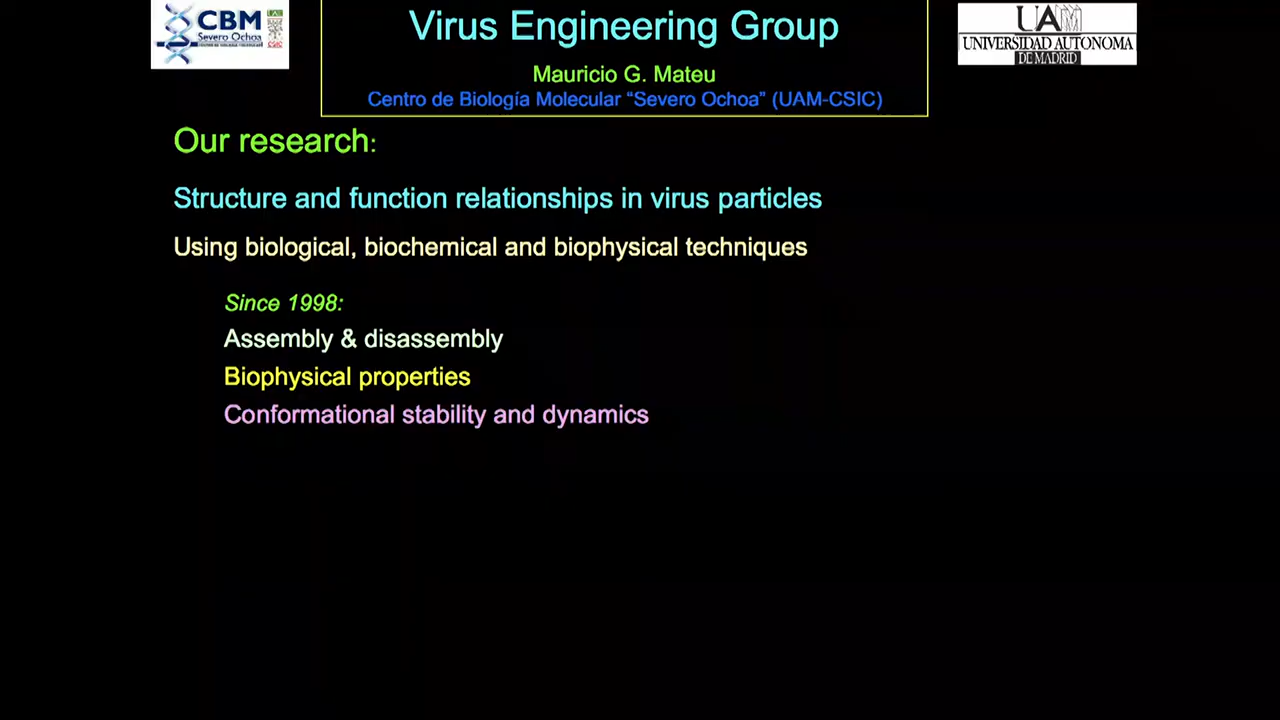 CBM
Severo Ochoa
Virus Engineering Group
Mauricio G. Mateu
Centro de Biología Molecular “Severo Ochoa” (UAM-CSIC)
UAM
UNIVERSIDAD AUTONOMA
DE MADRID
Our research:
Structure and function relationships in virus particles
Using biological, biochemical and biophysical techniques
Since 1998:
Assembly & disassembly
Biophysical properties
Conformational stability and dynamics